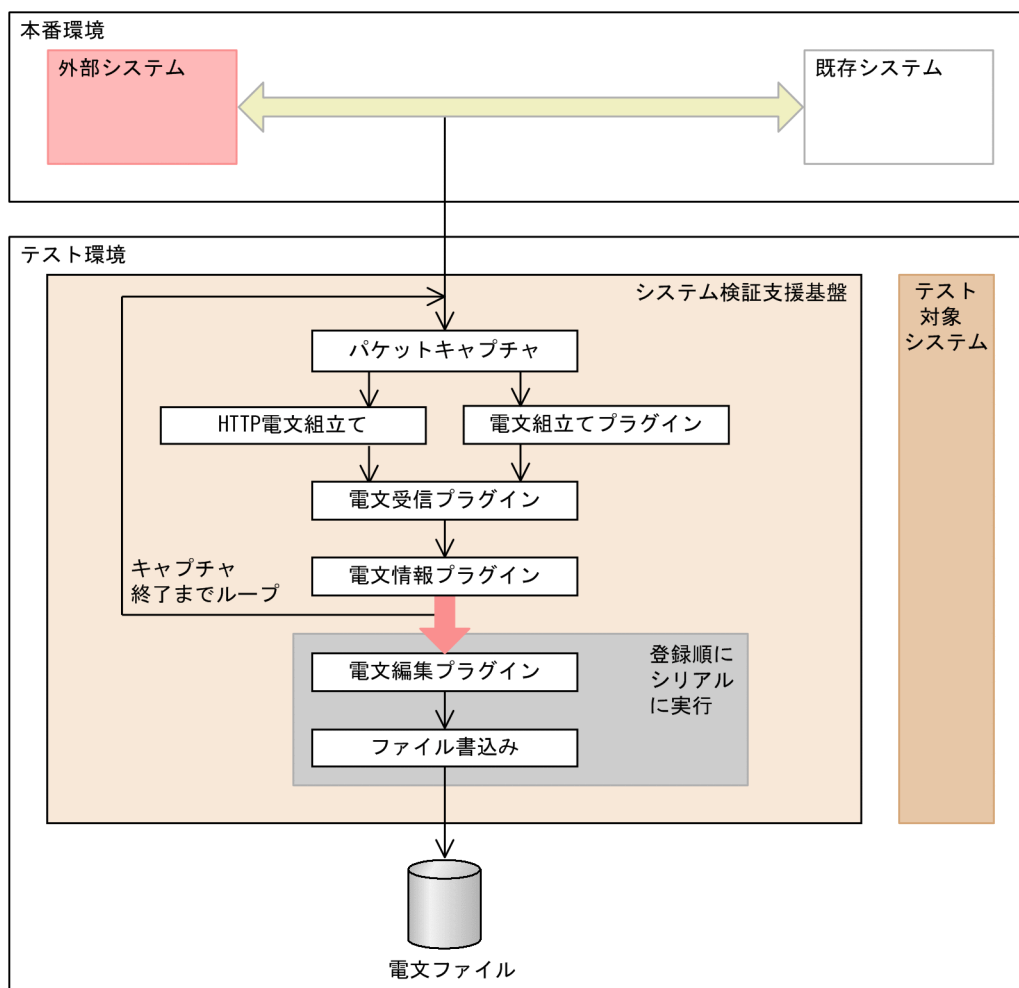 本番環境
外部システム
既存システム
テスト環境
システム検証支援基盤
テスト
対象
システム
パケットキャプチャ
HTTP電文組立て
電文組立てプラグイン
電文受信プラグイン
電文情報プラグイン
キャプチャ
終了までループ
登録順に
シリアル
に実行
電文編集プラグイン
ファイル書込み
電文ファイル